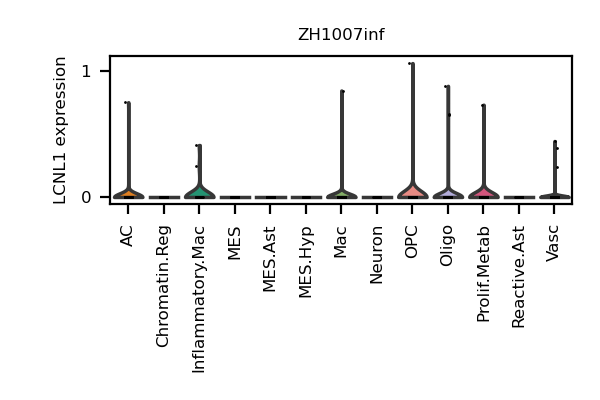 ZH1007inf
LCNL1 expression
1
0
AC
Chromatin.Reg
Inflammatory.Mac
MES
MES.Ast
MES.Hyp
Mac
Neuron
OPC
Oligo
Prolif.Metab
Reactive.Ast
Vasc